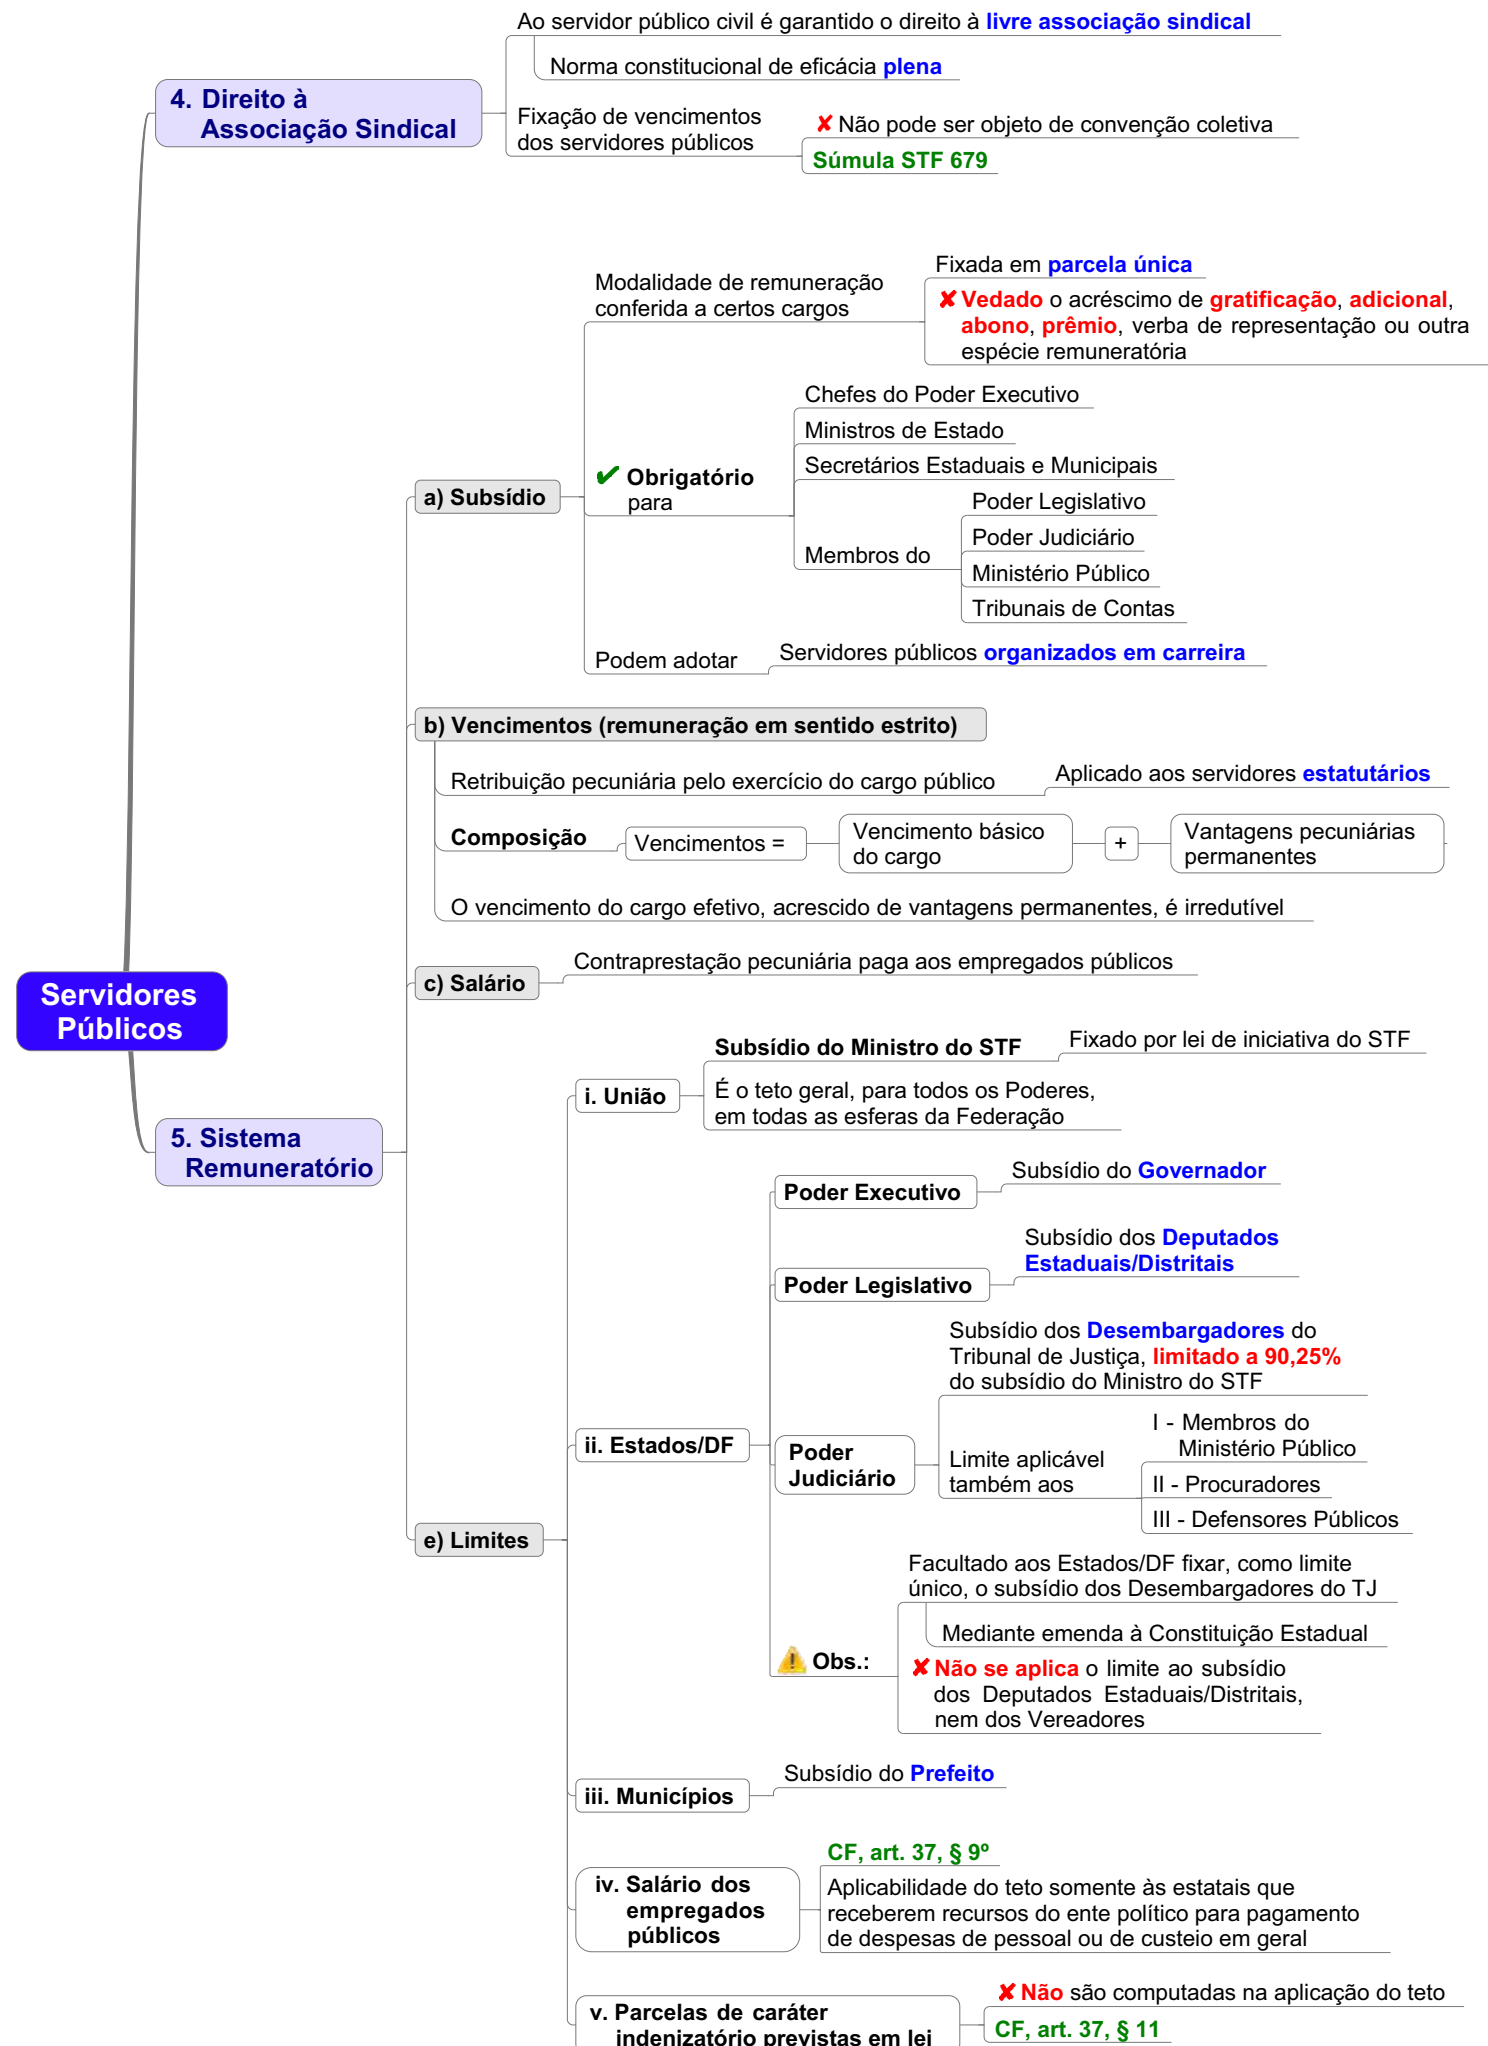 Servidores
Públicos
4. Direito à
Associação Sindical
Ao servidor público civil é garantido o direito à livre associação sindical
Norma constitucional de eficácia plena
Fixação de vencimentos
dos servidores públicos
✘ Não pode ser objeto de convenção coletiva
Súmula STF 679
5. Sistema
Remuneratório
a) Subsídio
Modalidade de remuneração
conferida a certos cargos
Fixada em parcela única
✘ Vedado o acréscimo de gratificação, adicional,
abono, prêmio, verba de representação ou outra
espécie remuneratória
✔ Obrigatório
para
Chefes do Poder Executivo
Ministros de Estado
Secretários Estaduais e Municipais
Membros do
Poder Legislativo
Poder Judiciário
Ministério Público
Tribunais de Contas
Podem adotar
Servidores públicos organizados em carreira
b) Vencimentos (remuneração em sentido estrito)
Retribuição pecuniária pelo exercício do cargo público
Aplicado aos servidores estatutários
Composição
Vencimentos =
Vencimento básico
do cargo
+
Vantagens pecuniárias
permanentes
O vencimento do cargo efetivo, acrescido de vantagens permanentes, é irredutível
c) Salário
Contraprestação pecuniária paga aos empregados públicos
e) Limites
i. União
Subsídio do Ministro do STF
Fixado por lei de iniciativa do STF
É o teto geral, para todos os Poderes,
em todas as esferas da Federação
ii. Estados/DF
Poder Executivo
Subsídio do Governador
Poder Legislativo
Subsídio dos Deputados
Estaduais/Distritais
Poder
Judiciário
Subsídio dos Desembargadores do
Tribunal de Justiça, limitado a 90,25%
do subsídio do Ministro do STF
Limite aplicável
também aos
I - Membros do
Ministério Público
II - Procuradores
III - Defensores Públicos
Obs.:
Facultado aos Estados/DF fixar, como limite
único, o subsídio dos Desembargadores do TJ
Mediante emenda à Constituição Estadual
✘ Não se aplica o limite ao subsídio
dos Deputados Estaduais/Distritais,
nem dos Vereadores
iii. Municípios
Subsídio do Prefeito
iv. Salário dos
empregados
públicos
CF, art. 37, § 9º
Aplicabilidade do teto somente às estatais que
receberem recursos do ente político para pagamento
de despesas de pessoal ou de custeio em geral
v. Parcelas de caráter
indenizatório previstas em lei
✘ Não são computadas na aplicação do teto
CF, art. 37, § 11